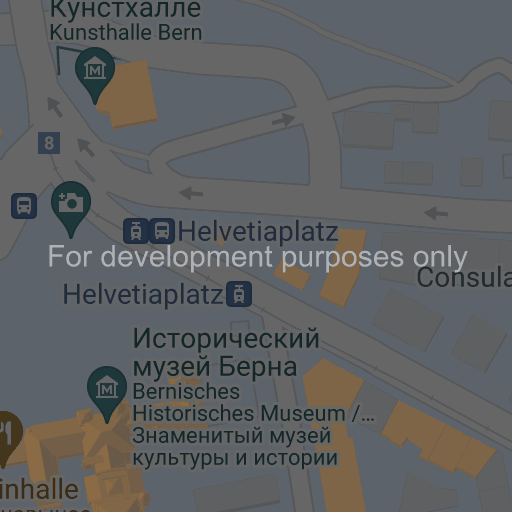 Кунстхалле
Kunsthalle Bern
8
Helvetiaplatz
For development purposes only
Consula
Helvetiaplatz
Исторический
музей Берна
Bernisches
Historisches Museum /...
Знаменитый музей
культуры и истории
inhalle